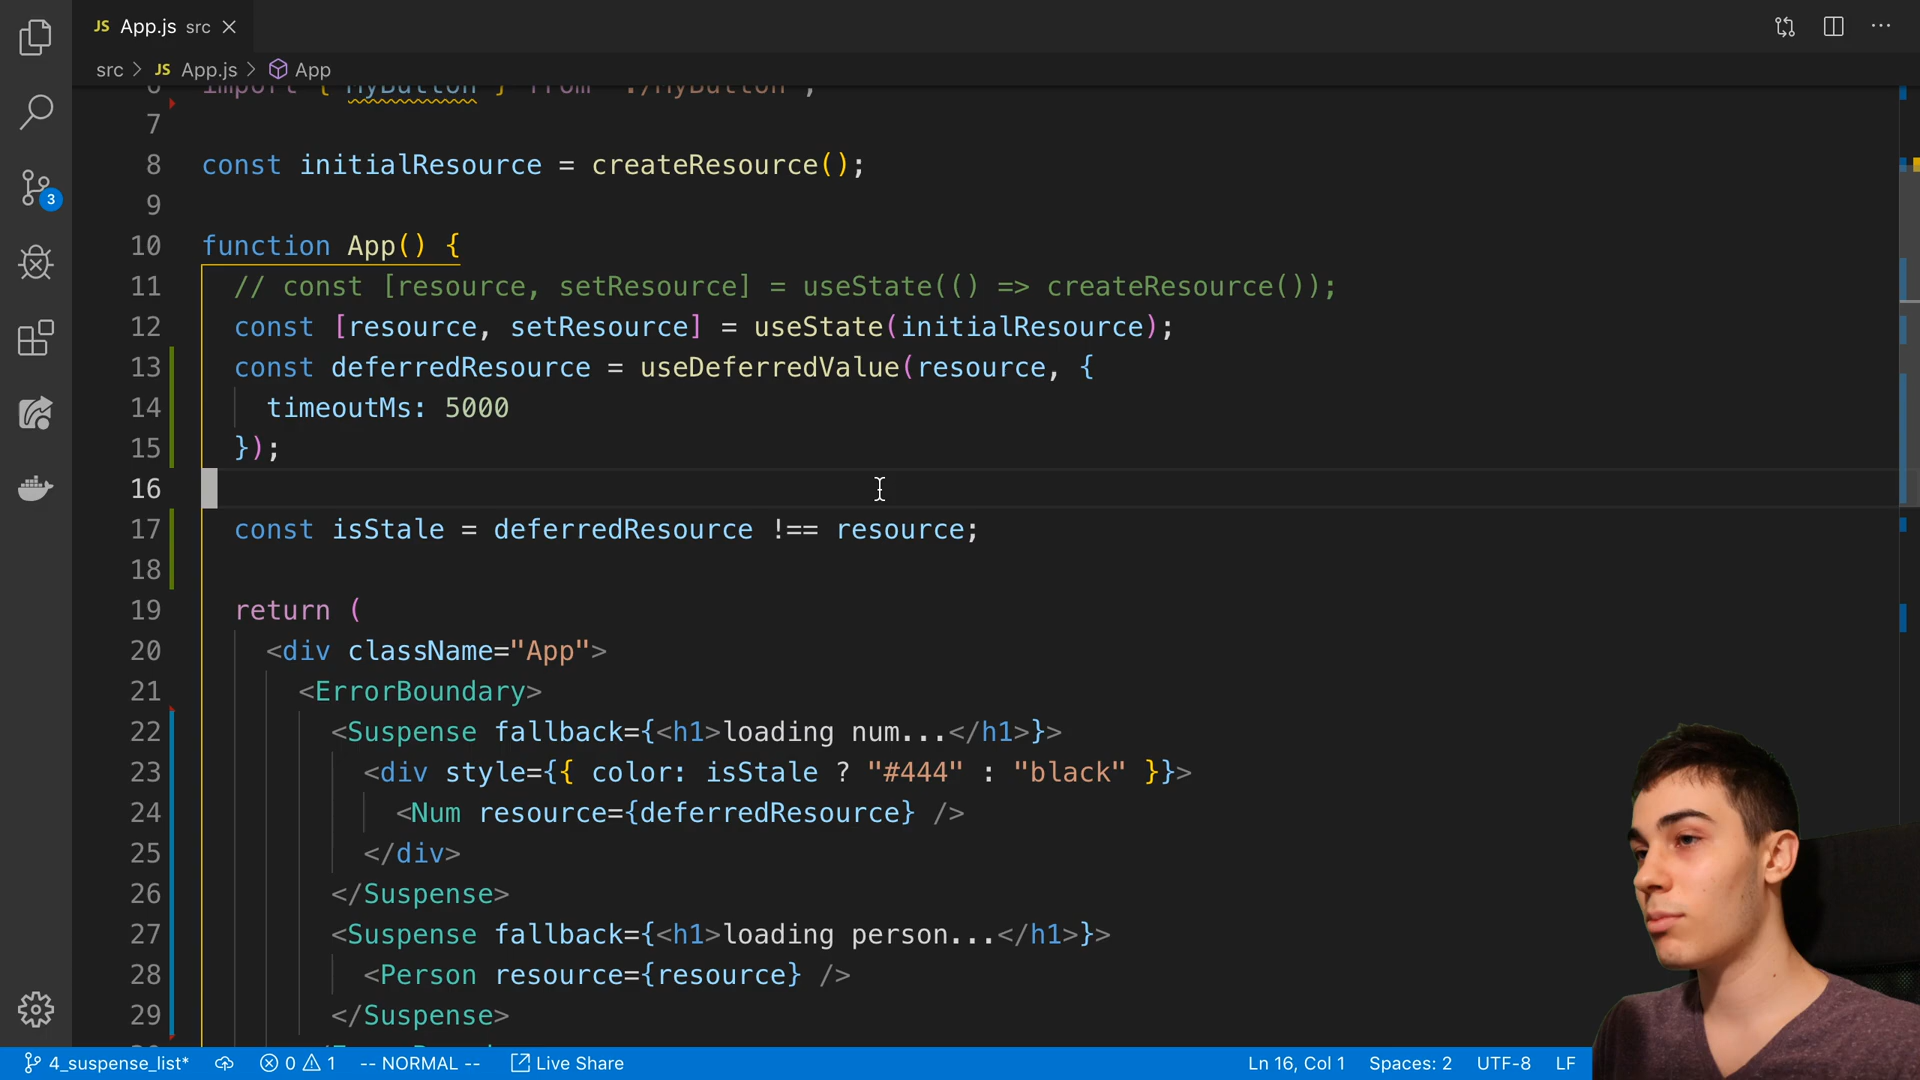 JS App.js src
src > JS App.js > App
import { MyButton } from "./MyButton";
7
8 const initialResource = createResource();
9
10 function App() {
11 // const [resource, setResource] = useState(() => createResource());
12 const [resource, setResource] = useState(initialResource);
13 const deferredResource = useDeferredValue(resource, {
14 timeoutMs: 5000
15 });
16
17 const isStale = deferredResource !== resource;
18
19 return (
20 <div className="App">
21 <ErrorBoundary>
22 <Suspense fallback={<h1>loading num...</h1>}>
23 <div style={{ color: isStale ? "#444" : "black" }}>
24 <Num resource={deferredResource} />
25 </div>
26 </Suspense>
27 <Suspense fallback={<h1>loading person...</h1>}>
28 <Person resource={resource} />
29 </Suspense>
3
4_suspense_list* 0 1 -- NORMAL -- Live Share Ln 16, Col 1 Spaces: 2 UTF-8 LF